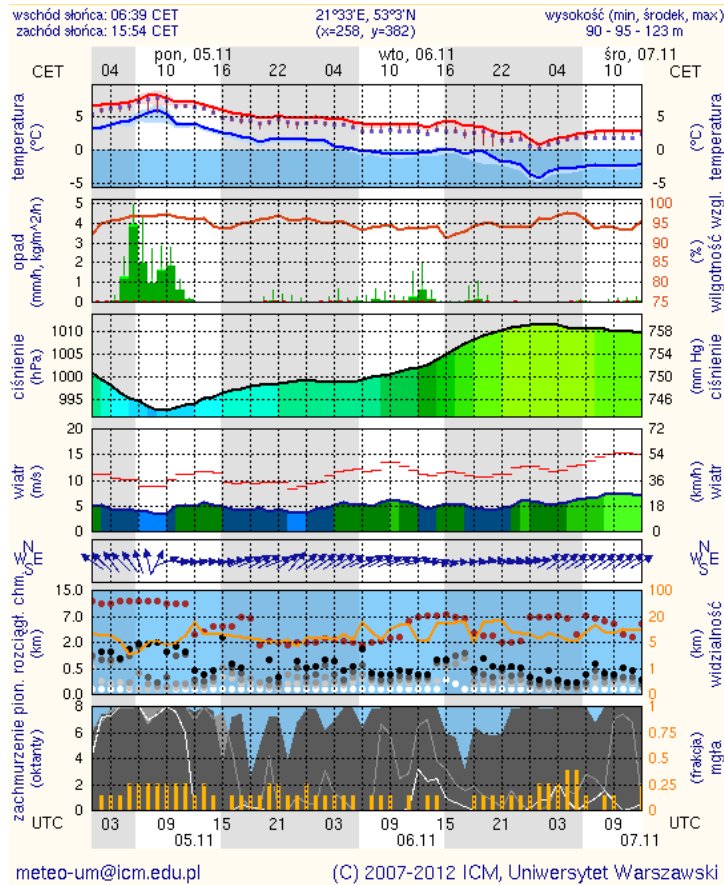 wschód słońca: 06:39 CET 21°33'E, 53°3'N wysokość (min, środek, max)
zachód słońca: 15:54 CET (x=258, y=382) 90 - 95 - 123 m
pon, 05.11 wto, 06.11 śro, 07.11
CET 04 10 16 22 04 10 16 22 04 10 CET
temperatura
(°C)
5
0
-5
5
0
-5
(°C)
temperatura
opad
(mm/h, kg/m^2/h)
5
4
3
2
1
0
100
95
90
85
80
75
(%)
wilgotność wzgl.
ciśnienie
(hPa)
1010
1005
1000
995
758
754
750
746
(mm Hg)
ciśnienie
wiatr
(m/s)
20
15
10
5
0
72
54
36
18
0
(km/h)
wiatr
N
W
E
S
N
W
E
S
pion. rozciągł. chm.
(km)
15.0
7.0
2.0
0.5
0.0
100
20
5
1
0
(km)
widzialność
zachmurzenie
(oktanty)
8
6
4
2
0
1
0.75
0.5
0.25
0
(frakcja)
mgła
UTC 03 09 15 21 03 09 15 21 03 09 UTC
05.11 06.11 07.11
meteo-um@icm.edu.pl (C) 2007-2012 ICM, Uniwersytet Warszawski